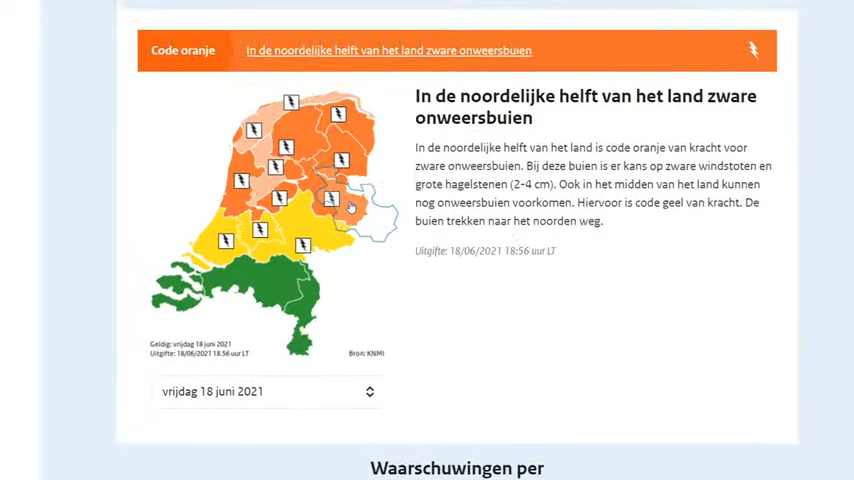 Code oranje
In de noordelijke helft van het land zware onweersbuien
In de noordelijke helft van het land zware
onweersbuien
In de noordelijke helft van het land is code oranje van kracht voor
zware onweersbuien. Bij deze buien is er kans op zware windstoten en
grote hagelstenen (2-4 cm). Ook in het midden van het land kunnen
nog onweersbuien voorkomen. Hiervoor is code geel van kracht. De
buien trekken naar het noorden weg.
Uitgifte: 18/06/2021 18:56 uur LT
Geldig: vrijdag 18 juni 2021
Uitgifte: 18/06/2021 18.56 uur LT
Bron: KNMI
vrijdag 18 juni 2021
Waarschuwingen per